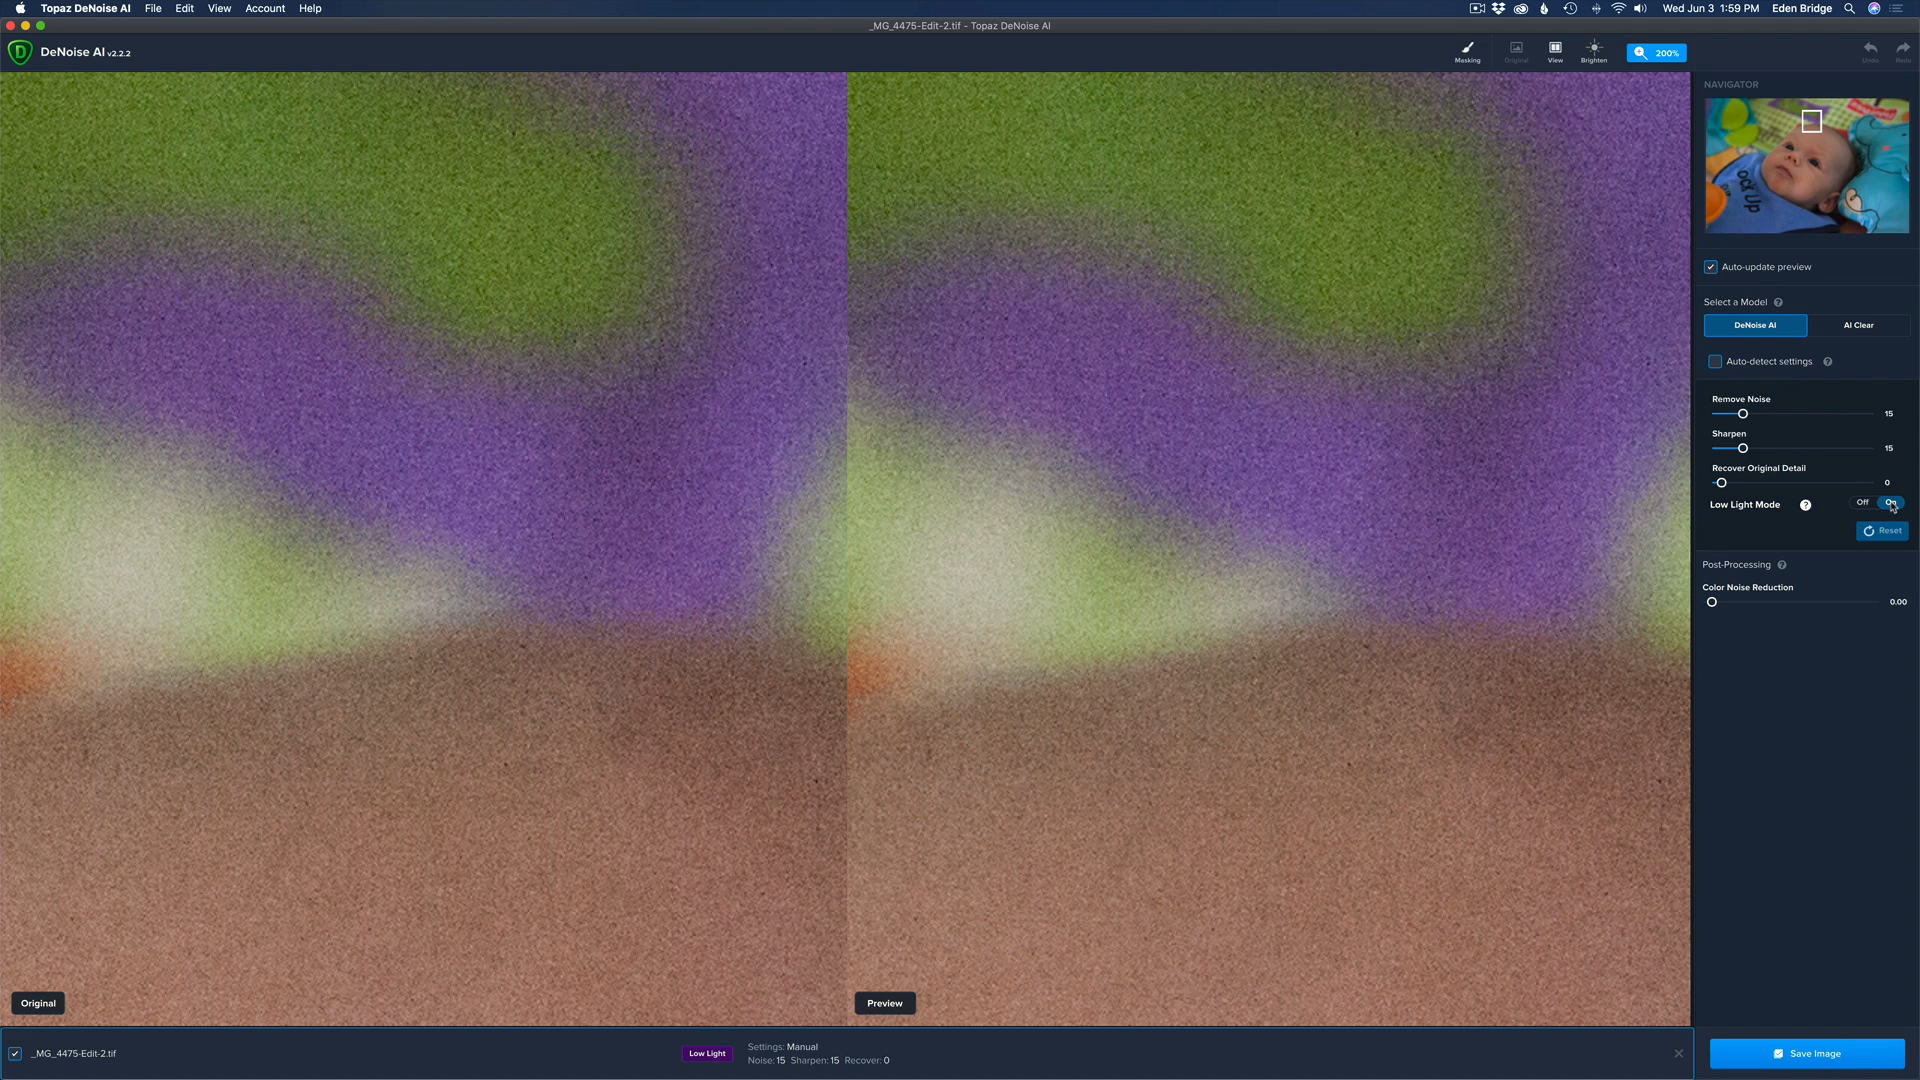 Topaz DeNoise AI File Edit View Account Help Wed Jun 3 1:59 PM Eden Bridge
_MG_4475-Edit-2.tif - Topaz DeNoise AI
DeNoise AI v2.2.2
Masking Original View Brighten 200% Undo Redo
NAVIGATOR
ock Up
Auto-update preview
Select a Model ?
DeNoise AI AI Clear
Auto-detect settings ?
Remove Noise
15
Sharpen
15
Recover Original Detail
0
Low Light Mode ? Off On
Reset
Post-Processing ?
Color Noise Reduction
0.00
Original Preview
_MG_4475-Edit-2.tif Low Light Settings: Manual
Noise: 15 Sharpen: 15 Recover: 0
Save Image